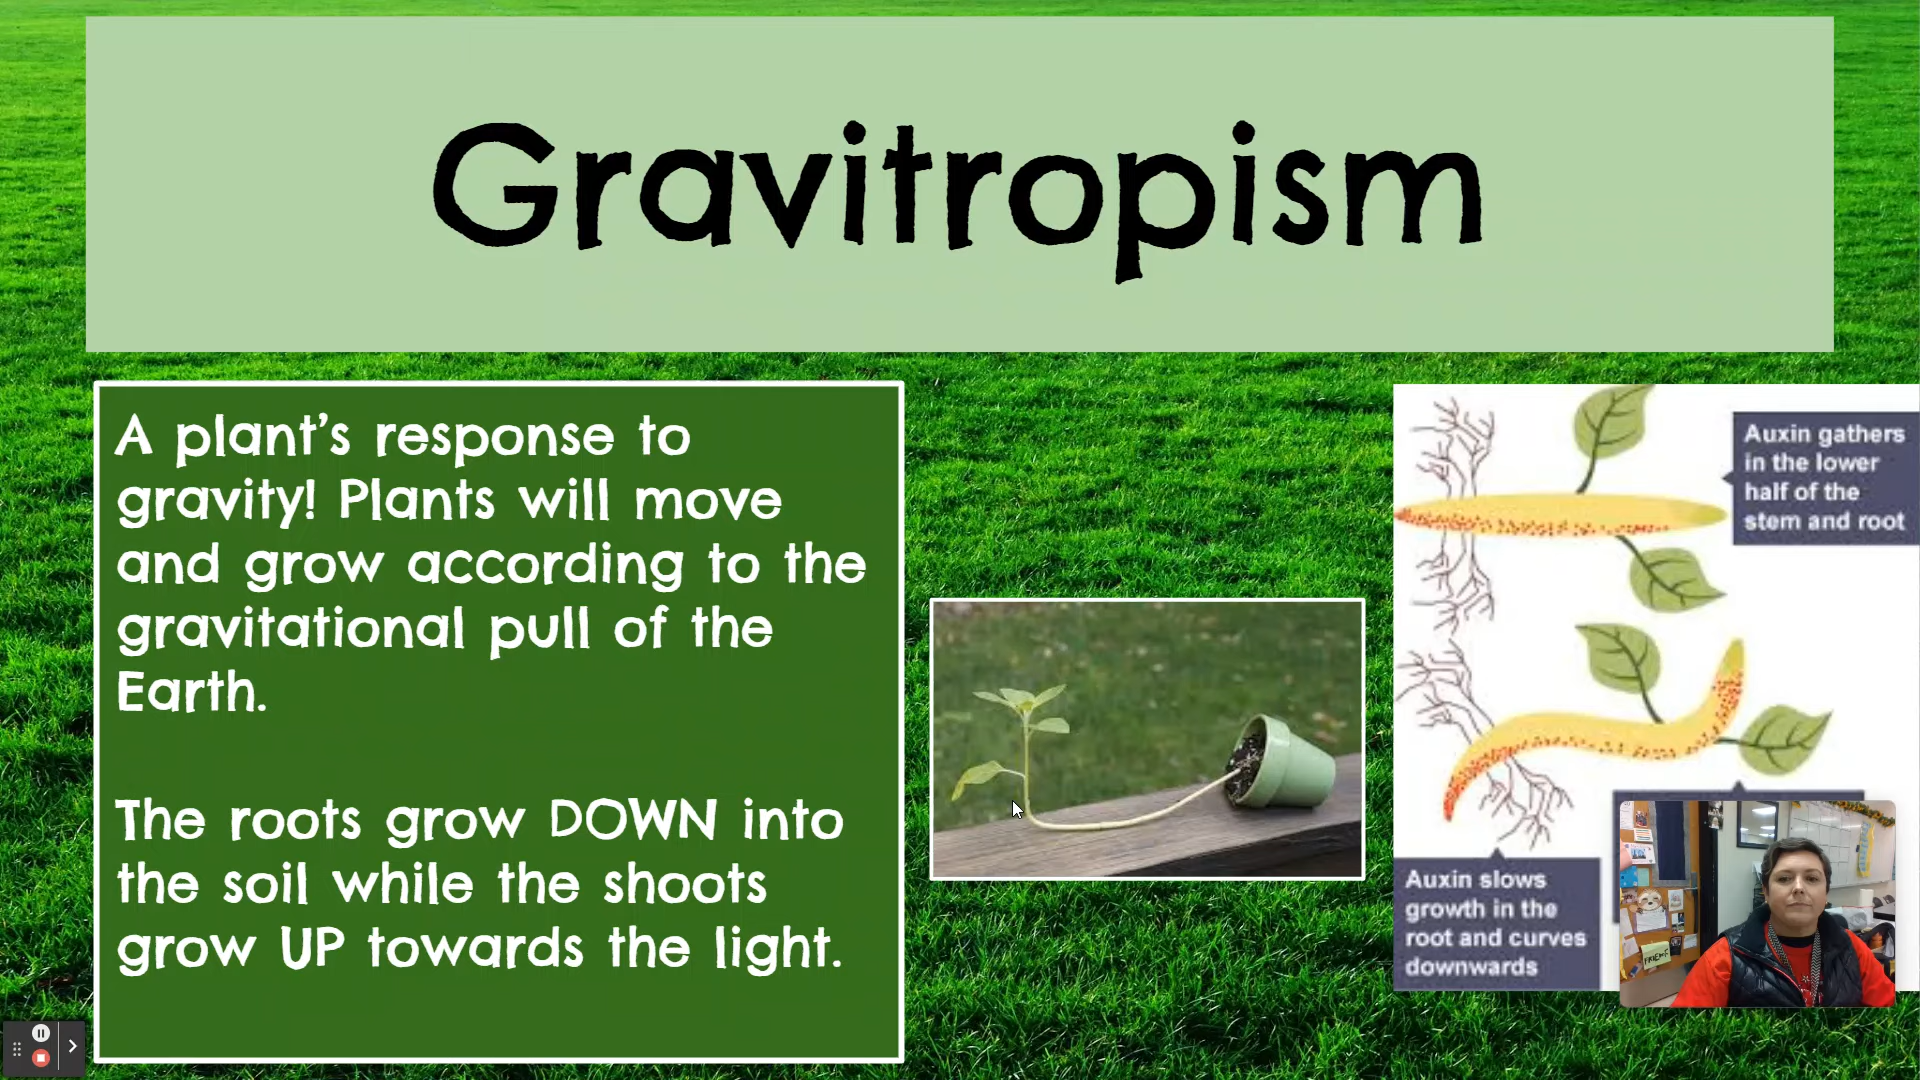 Gravitropism
A plant's response to
gravity! Plants will move
and grow according to the
gravitational pull of the
Earth.
The roots grow DOWN into
the soil while the shoots
grow UP towards the light.
Auxin gathers
in the lower
half of the
stem and root
Auxin slows
growth in the
root and curves
downwards